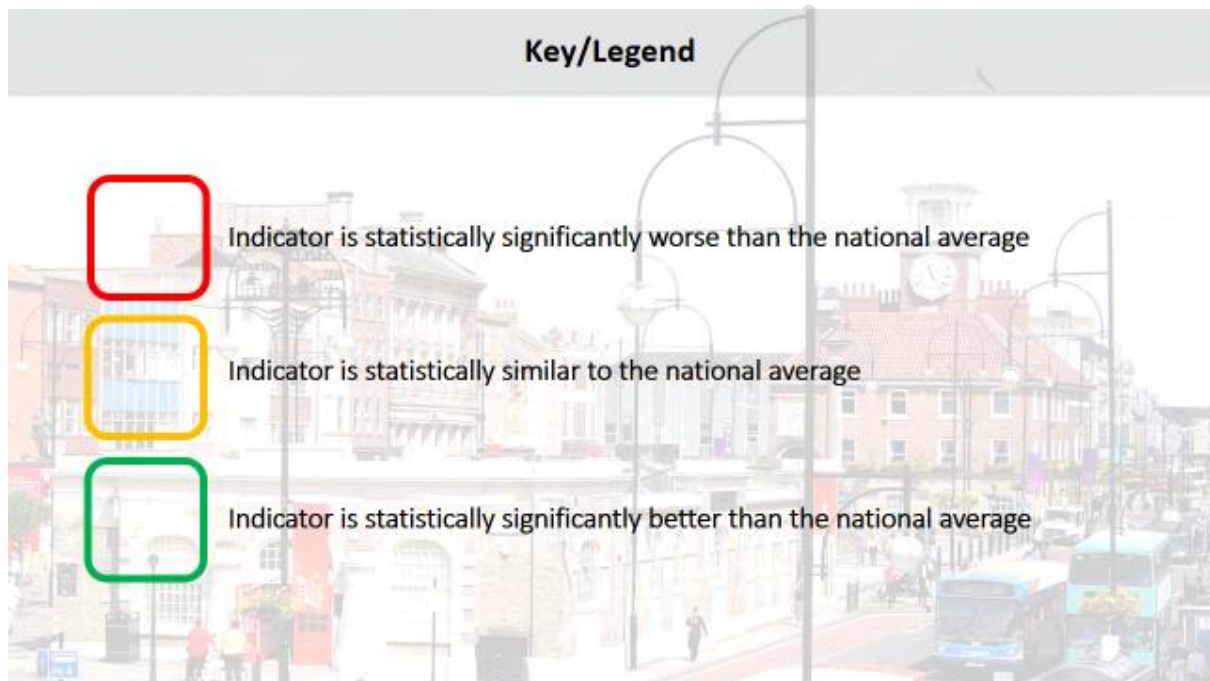 Key/Legend
Indicator is statistically significantly worse than the national average
Indicator is statistically similar to the national average
Indicator is statistically significantly better than the national average